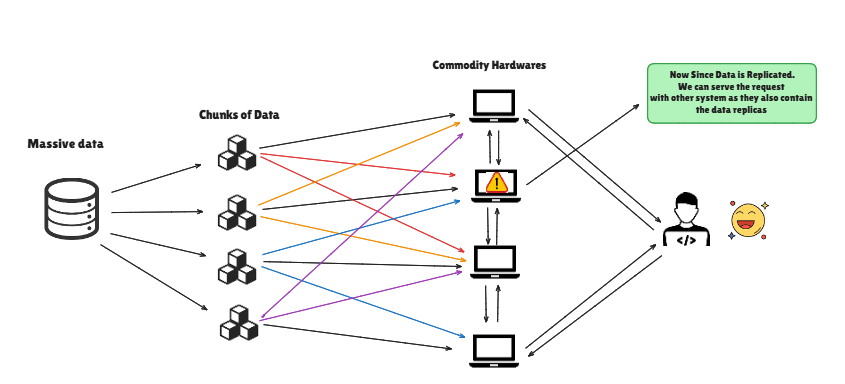 Commodity Hardwares
Now Since Data is Replicated.
We can serve the request
with other system as they also contain
the data replicas
Chunks of Data
Massive data
!
</>